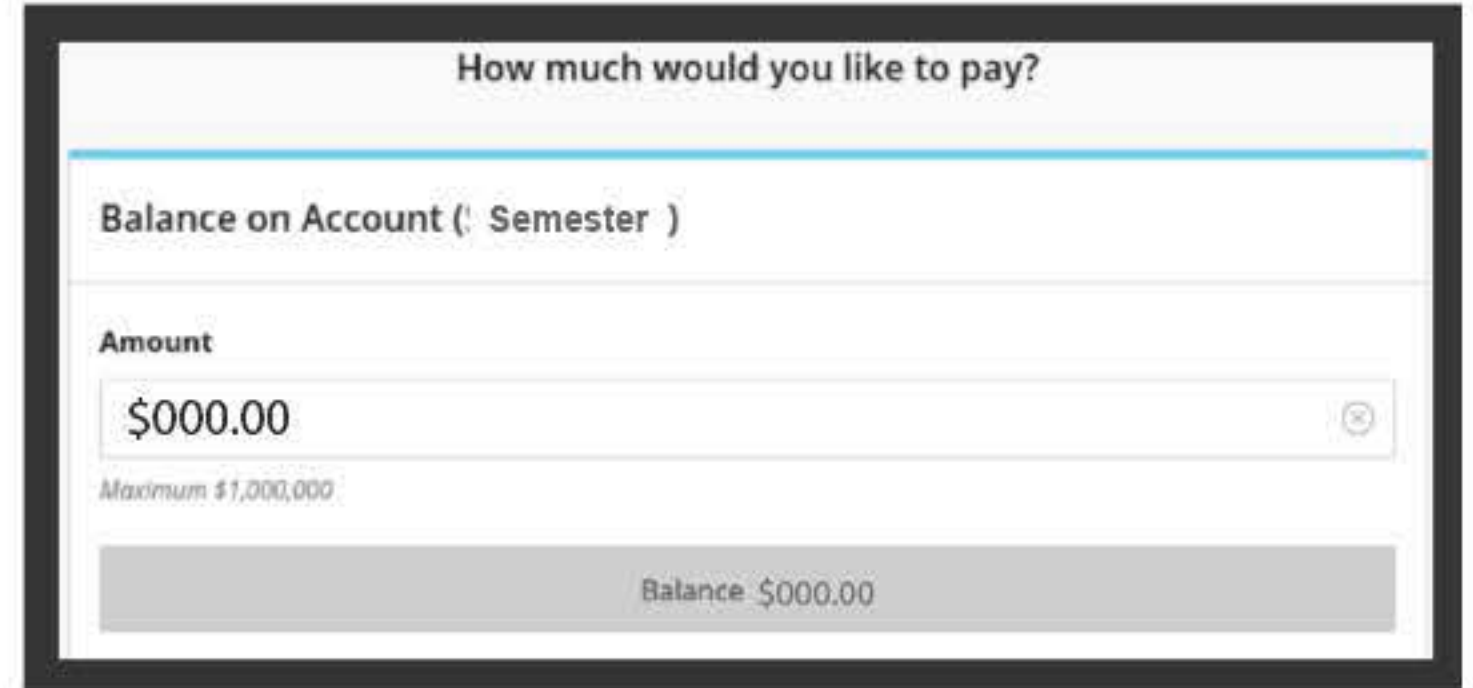 How much would you like to pay?
Balance on Account ( Semester )
Amount
$000.00
Maximum $1,000,000
Balance $000.00